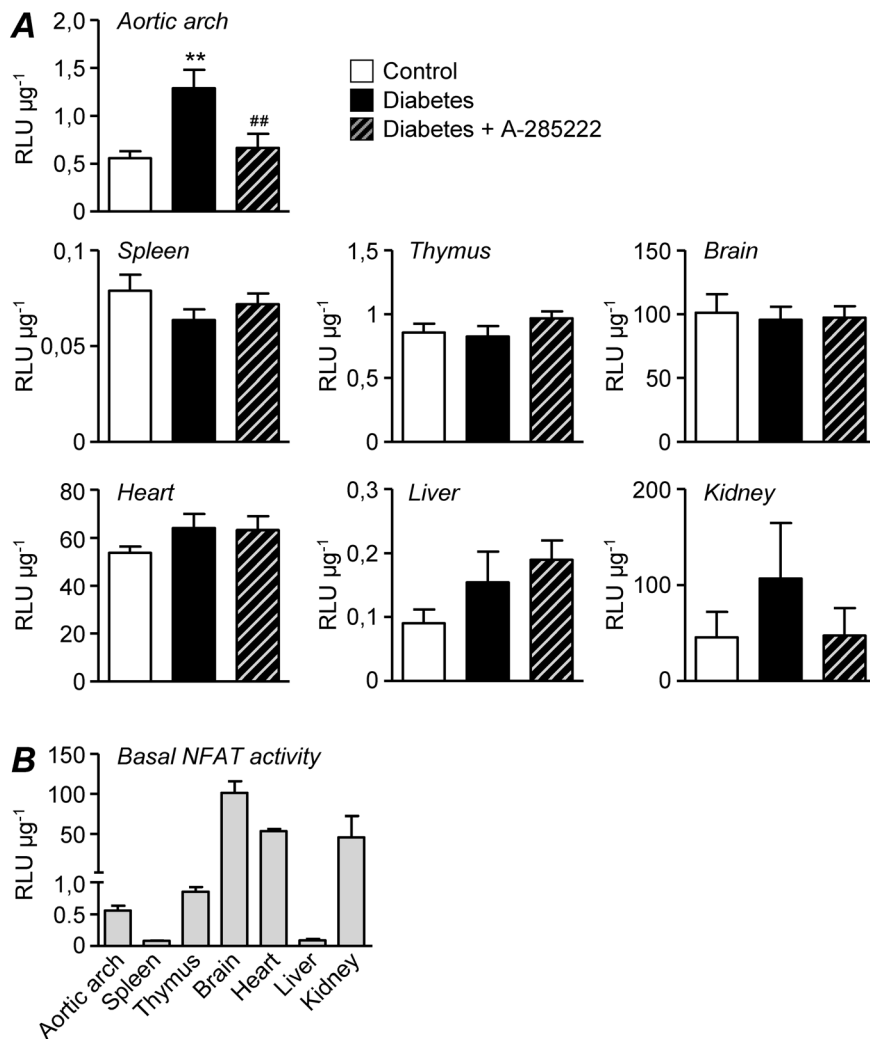 A
Aortic arch
2,0
1,5
1,0
0,5
0
RLU µg⁻¹
**
##
Control
Diabetes
Diabetes + A-285222
Spleen
0,1
0,05
0
RLU µg⁻¹
Thymus
1,5
1
0,5
0
RLU µg⁻¹
Brain
150
100
50
0
RLU µg⁻¹
Heart
80
60
40
20
0
RLU µg⁻¹
Liver
0,3
0,2
0,1
0
RLU µg⁻¹
Kidney
200
100
0
RLU µg⁻¹
B
Basal NFAT activity
150
100
50
1,0
0.5
0
RLU µg⁻¹
Aortic arch
Spleen
Thymus
Brain
Heart
Liver
Kidney